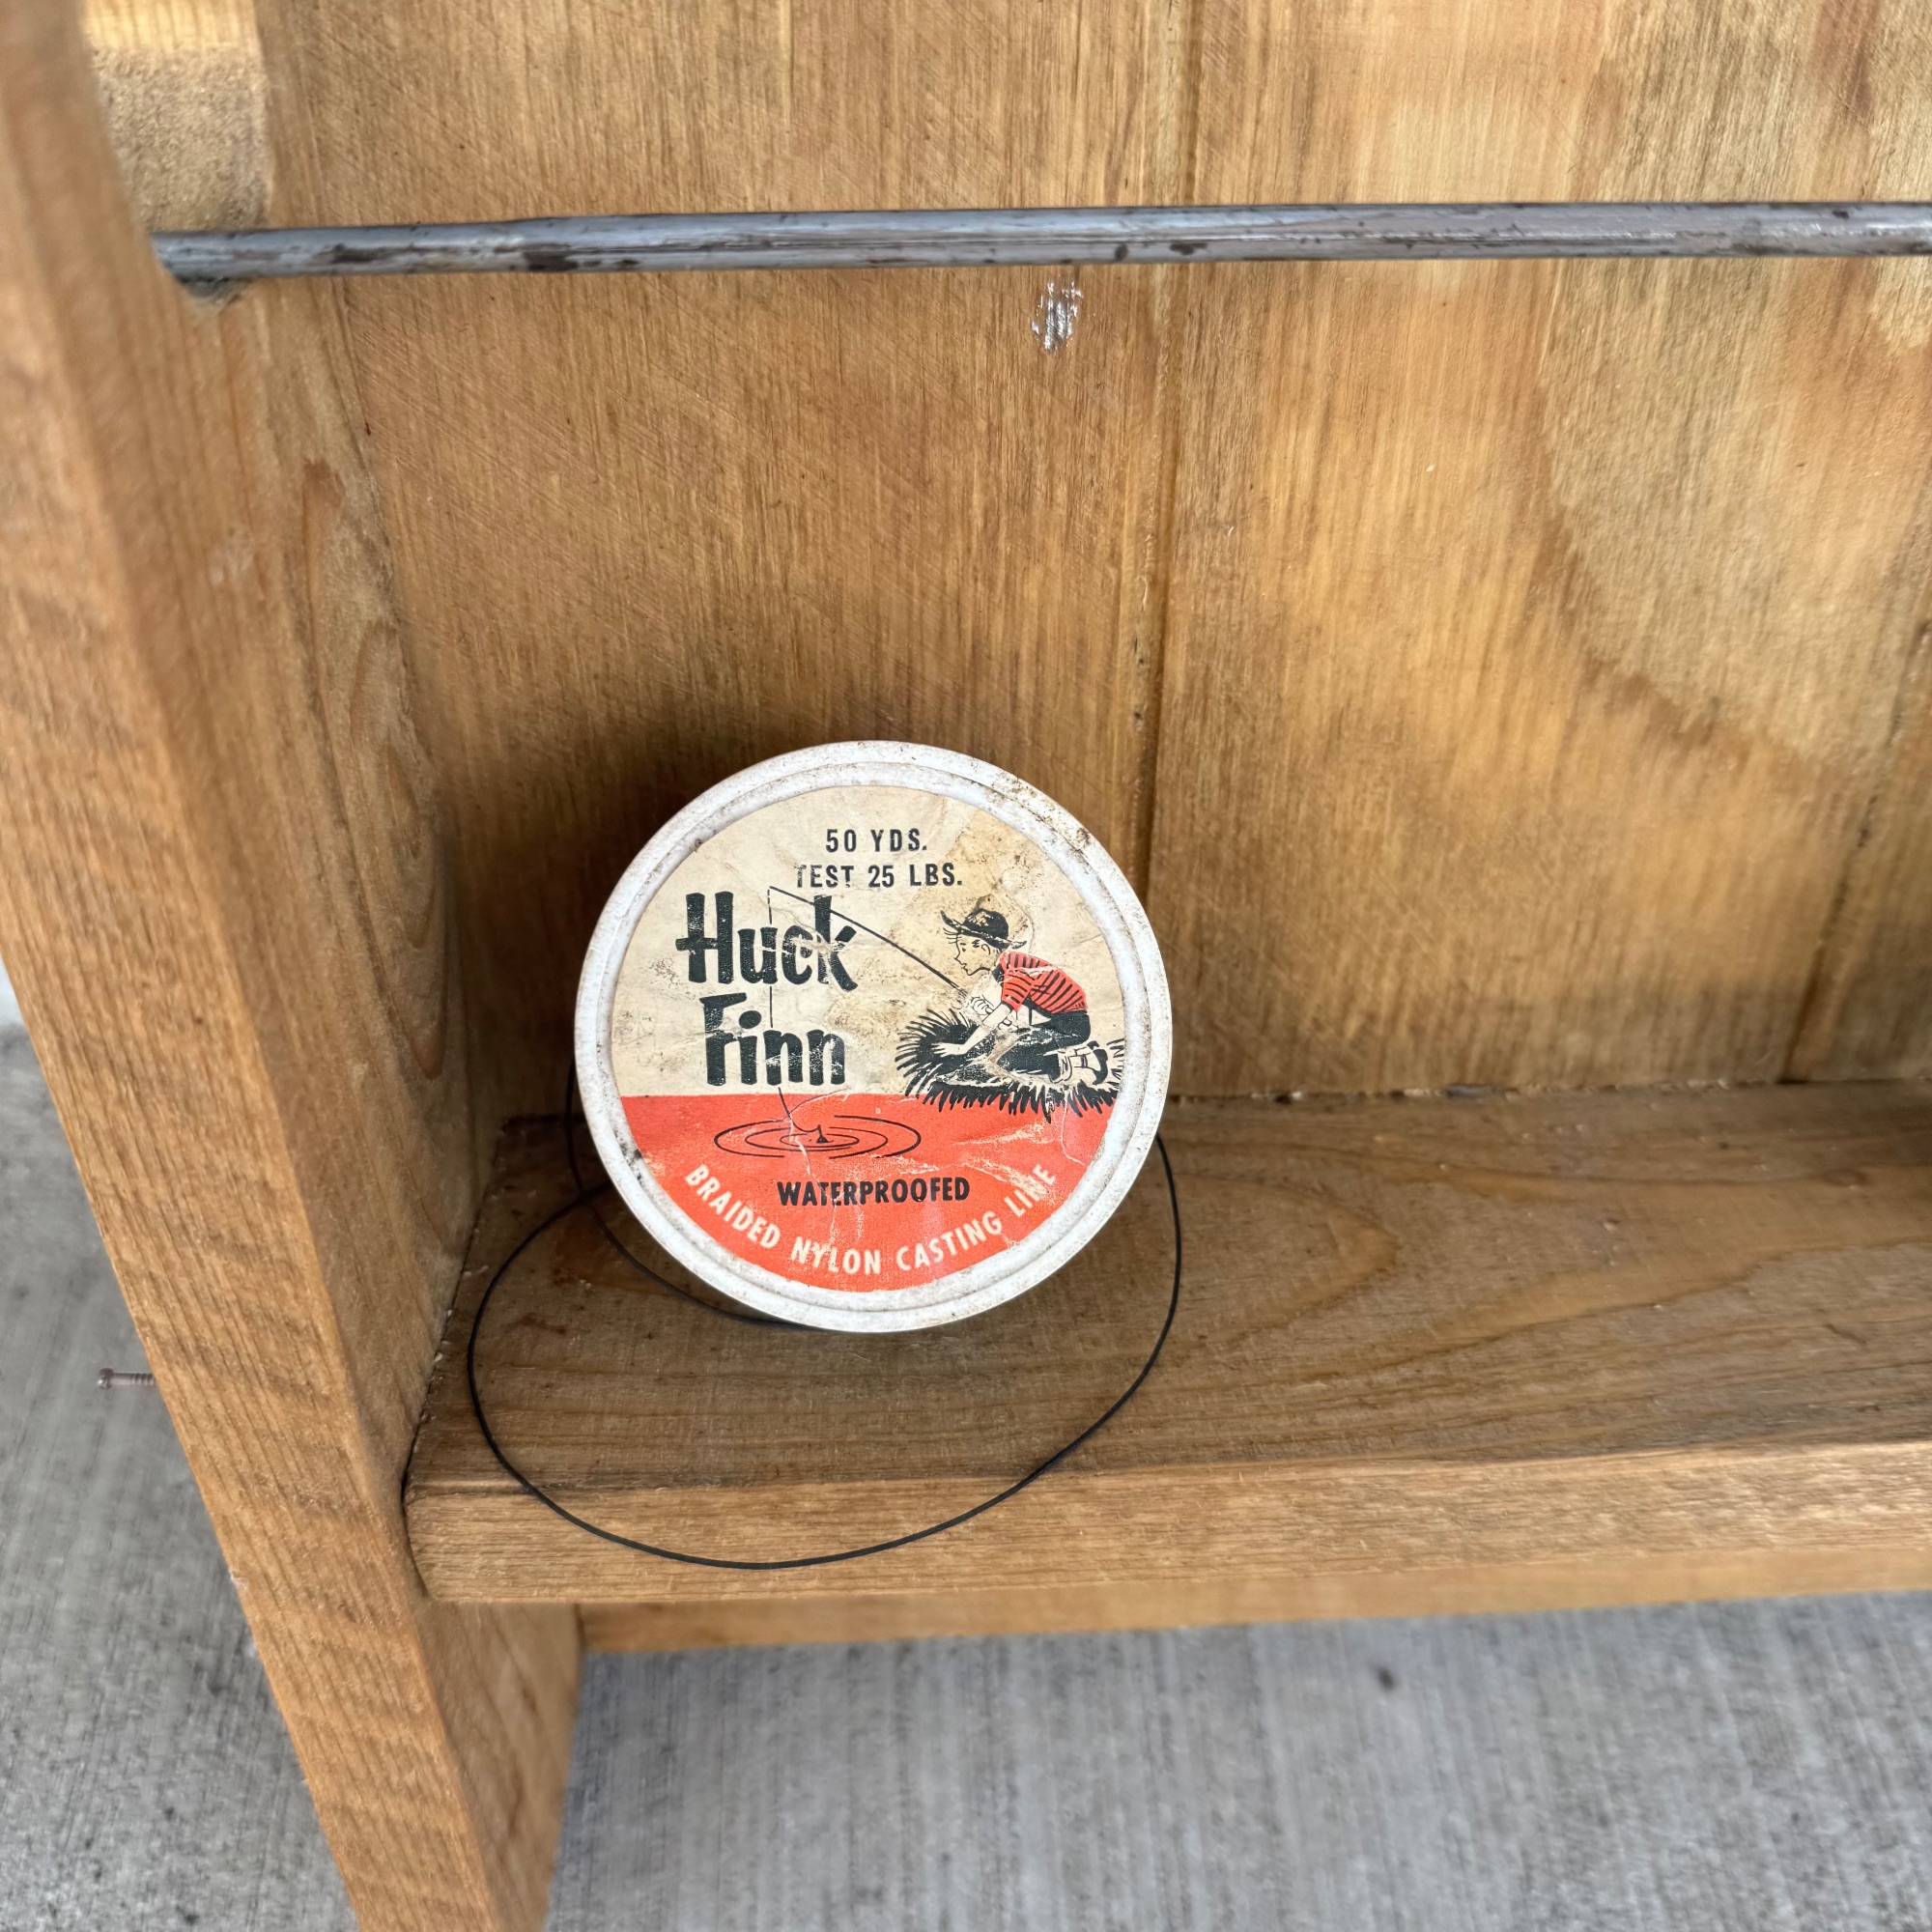 50 YDS.
TEST 25 LBS.
Huck
Finn
WATERPROOFED
BRAIDED NYLON CASTING LINE